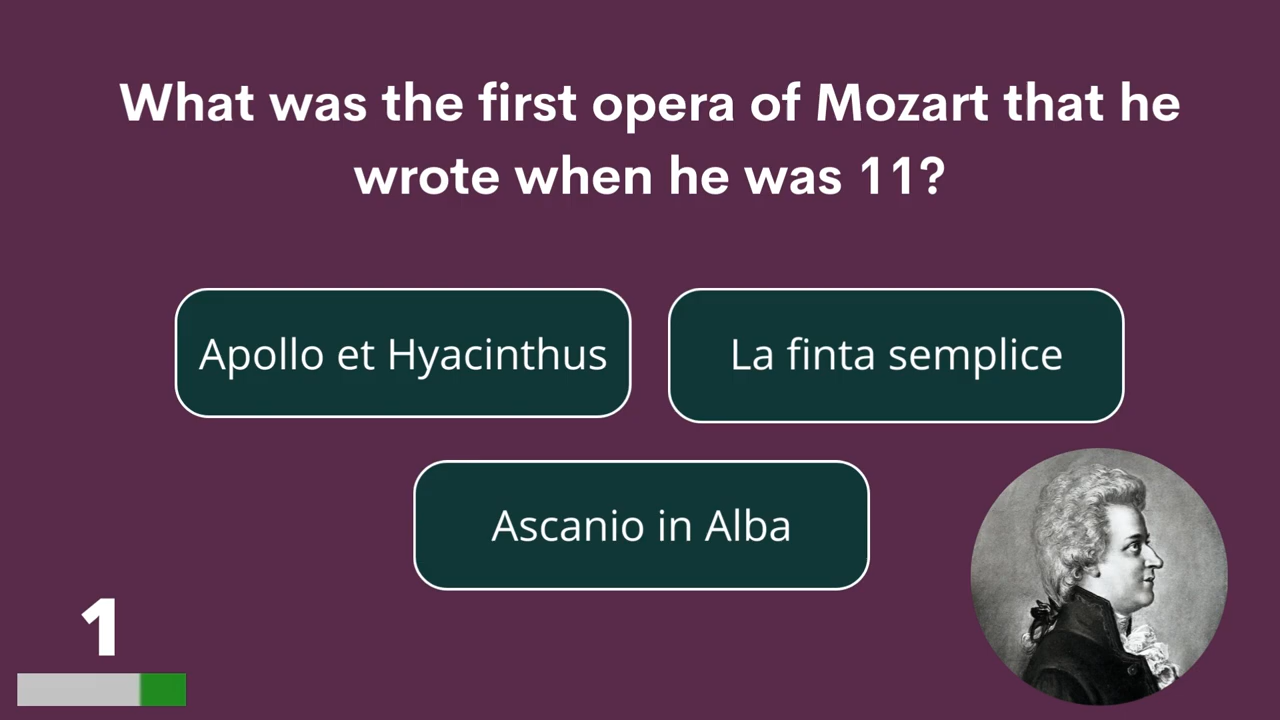 What was the first opera of Mozart that he
wrote when he was 11?
Apollo et Hyacinthus
La finta semplice
Ascanio in Alba
1